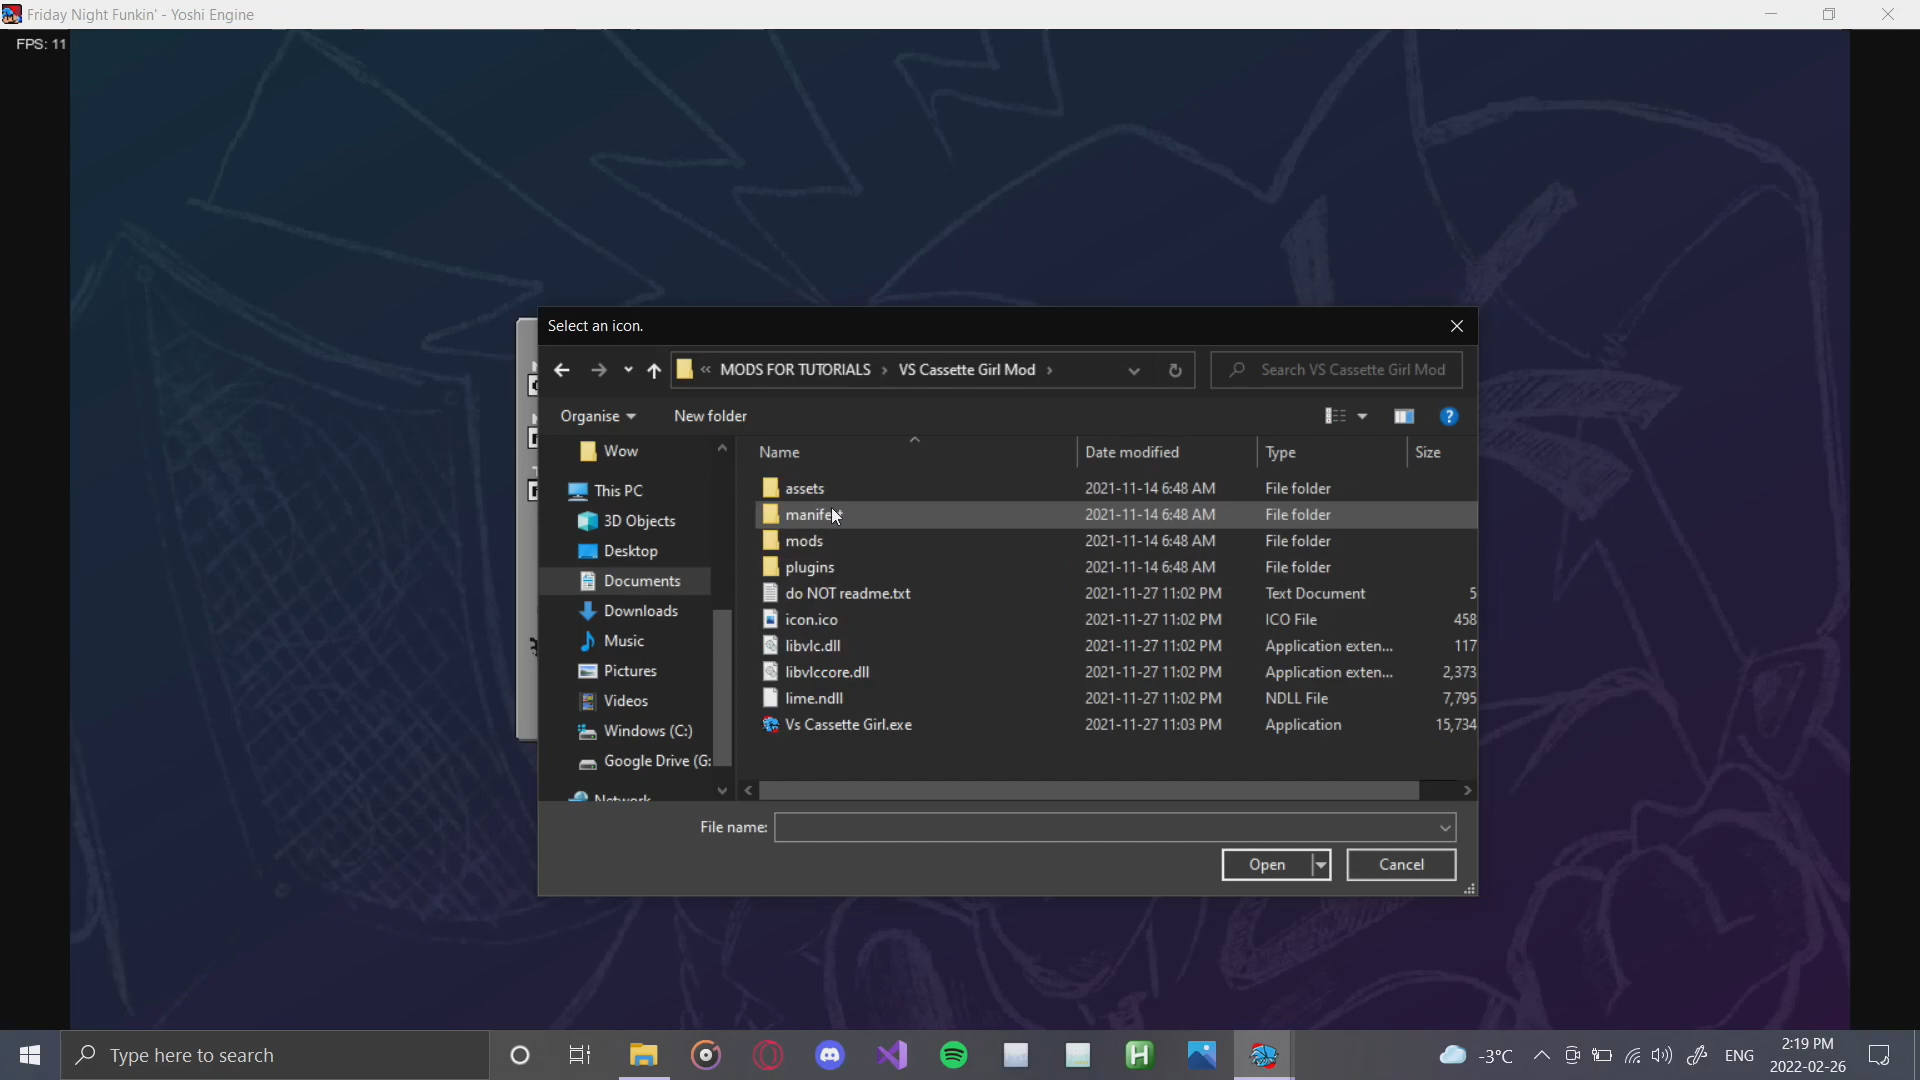 Friday Night Funkin' - Yoshi Engine
FPS: 11
Select an icon.
« MODS FOR TUTORIALS › VS Cassette Girl Mod ›
Search VS Cassette Girl Mod
Organise
New folder
Name
Date modified
Type
Size
Wow
This PC
3D Objects
Desktop
Documents
Downloads
Music
Pictures
Videos
Windows (C:)
Google Drive (G:
Network
assets 2021-11-14 6:48 AM File folder
manifest 2021-11-14 6:48 AM File folder
mods 2021-11-14 6:48 AM File folder
plugins 2021-11-14 6:48 AM File folder
do NOT readme.txt 2021-11-27 11:02 PM Text Document 5
icon.ico 2021-11-27 11:02 PM ICO File 458
libvlc.dll 2021-11-27 11:02 PM Application exten... 117
libvlccore.dll 2021-11-27 11:02 PM Application exten... 2,373
lime.ndll 2021-11-27 11:02 PM NDLL File 7,795
Vs Cassette Girl.exe 2021-11-27 11:03 PM Application 15,734
File name:
Open
Cancel
Type here to search
-3°C
ENG
2:19 PM
2022-02-26